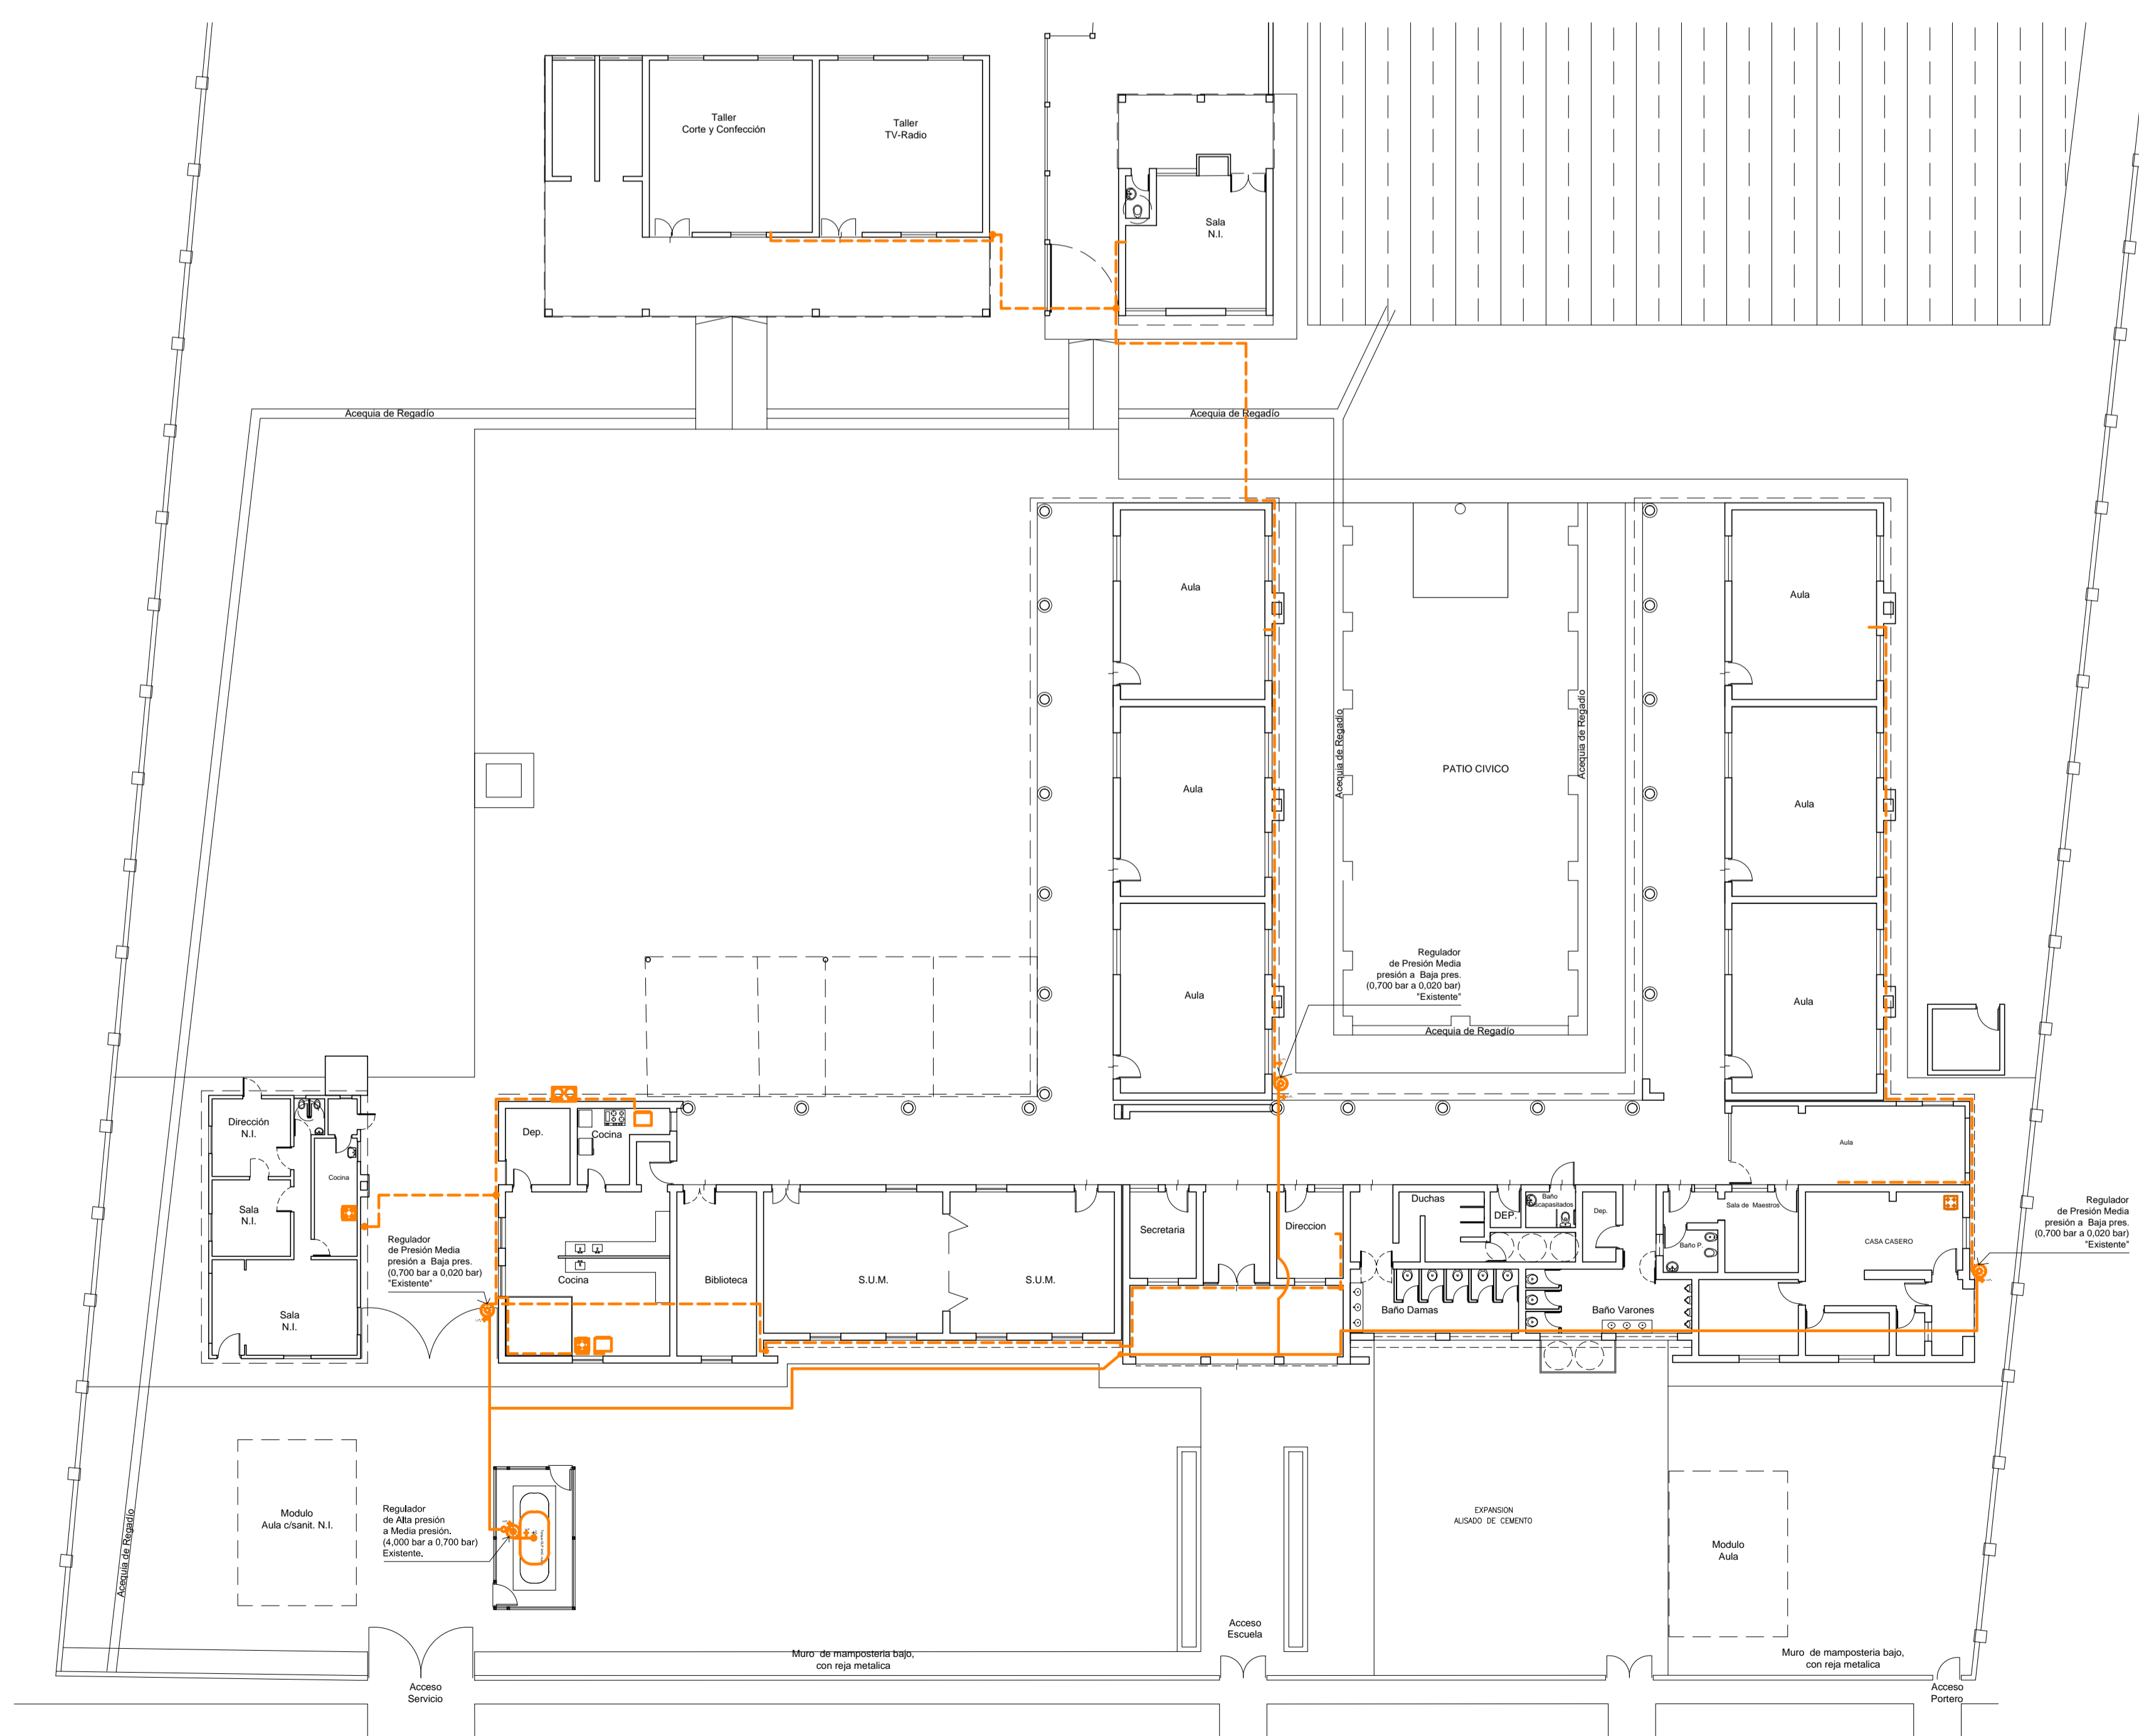 Taller
Corte y Confección
Taller
TV-Radio
Sala
N.I.
Acequia de Regadío
Acequia de Regadío
Aula
Aula
Aula
Aula
Aula
Aula
Acequia de Regadío
Acequia de Regadío
PATIO CIVICO
Regulador
de Presión Media
presión a Baja pres.
(0,700 bar a 0,020 bar)
"Existente"
Acequia de Regadío
Dirección
N.I.
Cocina
Sala
N.I.
Sala
N.I.
Dep.
Cocina
Regulador
de Presión Media
presión a Baja pres.
(0,700 bar a 0,020 bar)
"Existente"
Cocina
Biblioteca
S.U.M.
S.U.M.
Secretaria
Direccion
Duchas
DEP.
Baño
Discapasitados
Dep.
Baño Damas
Baño Varones
Baño P.
Sala de Maestros
Aula
CASA CASERO
Regulador
de Presión Media
presión a Baja pres.
(0,700 bar a 0,020 bar)
"Existente"
Acequia de Regadío
Modulo
Aula c/sanit. N.I.
Regulador
de Alta presión
a Media presión.
(4,000 bar a 0,700 bar)
Existente.
EXPANSION
ALISADO DE CEMENTO
Modulo
Aula
Acceso
Escuela
Muro de mamposteria bajo,
con reja metalica
Muro de mamposteria bajo,
con reja metalica
Acceso
Servicio
Acceso
Portero